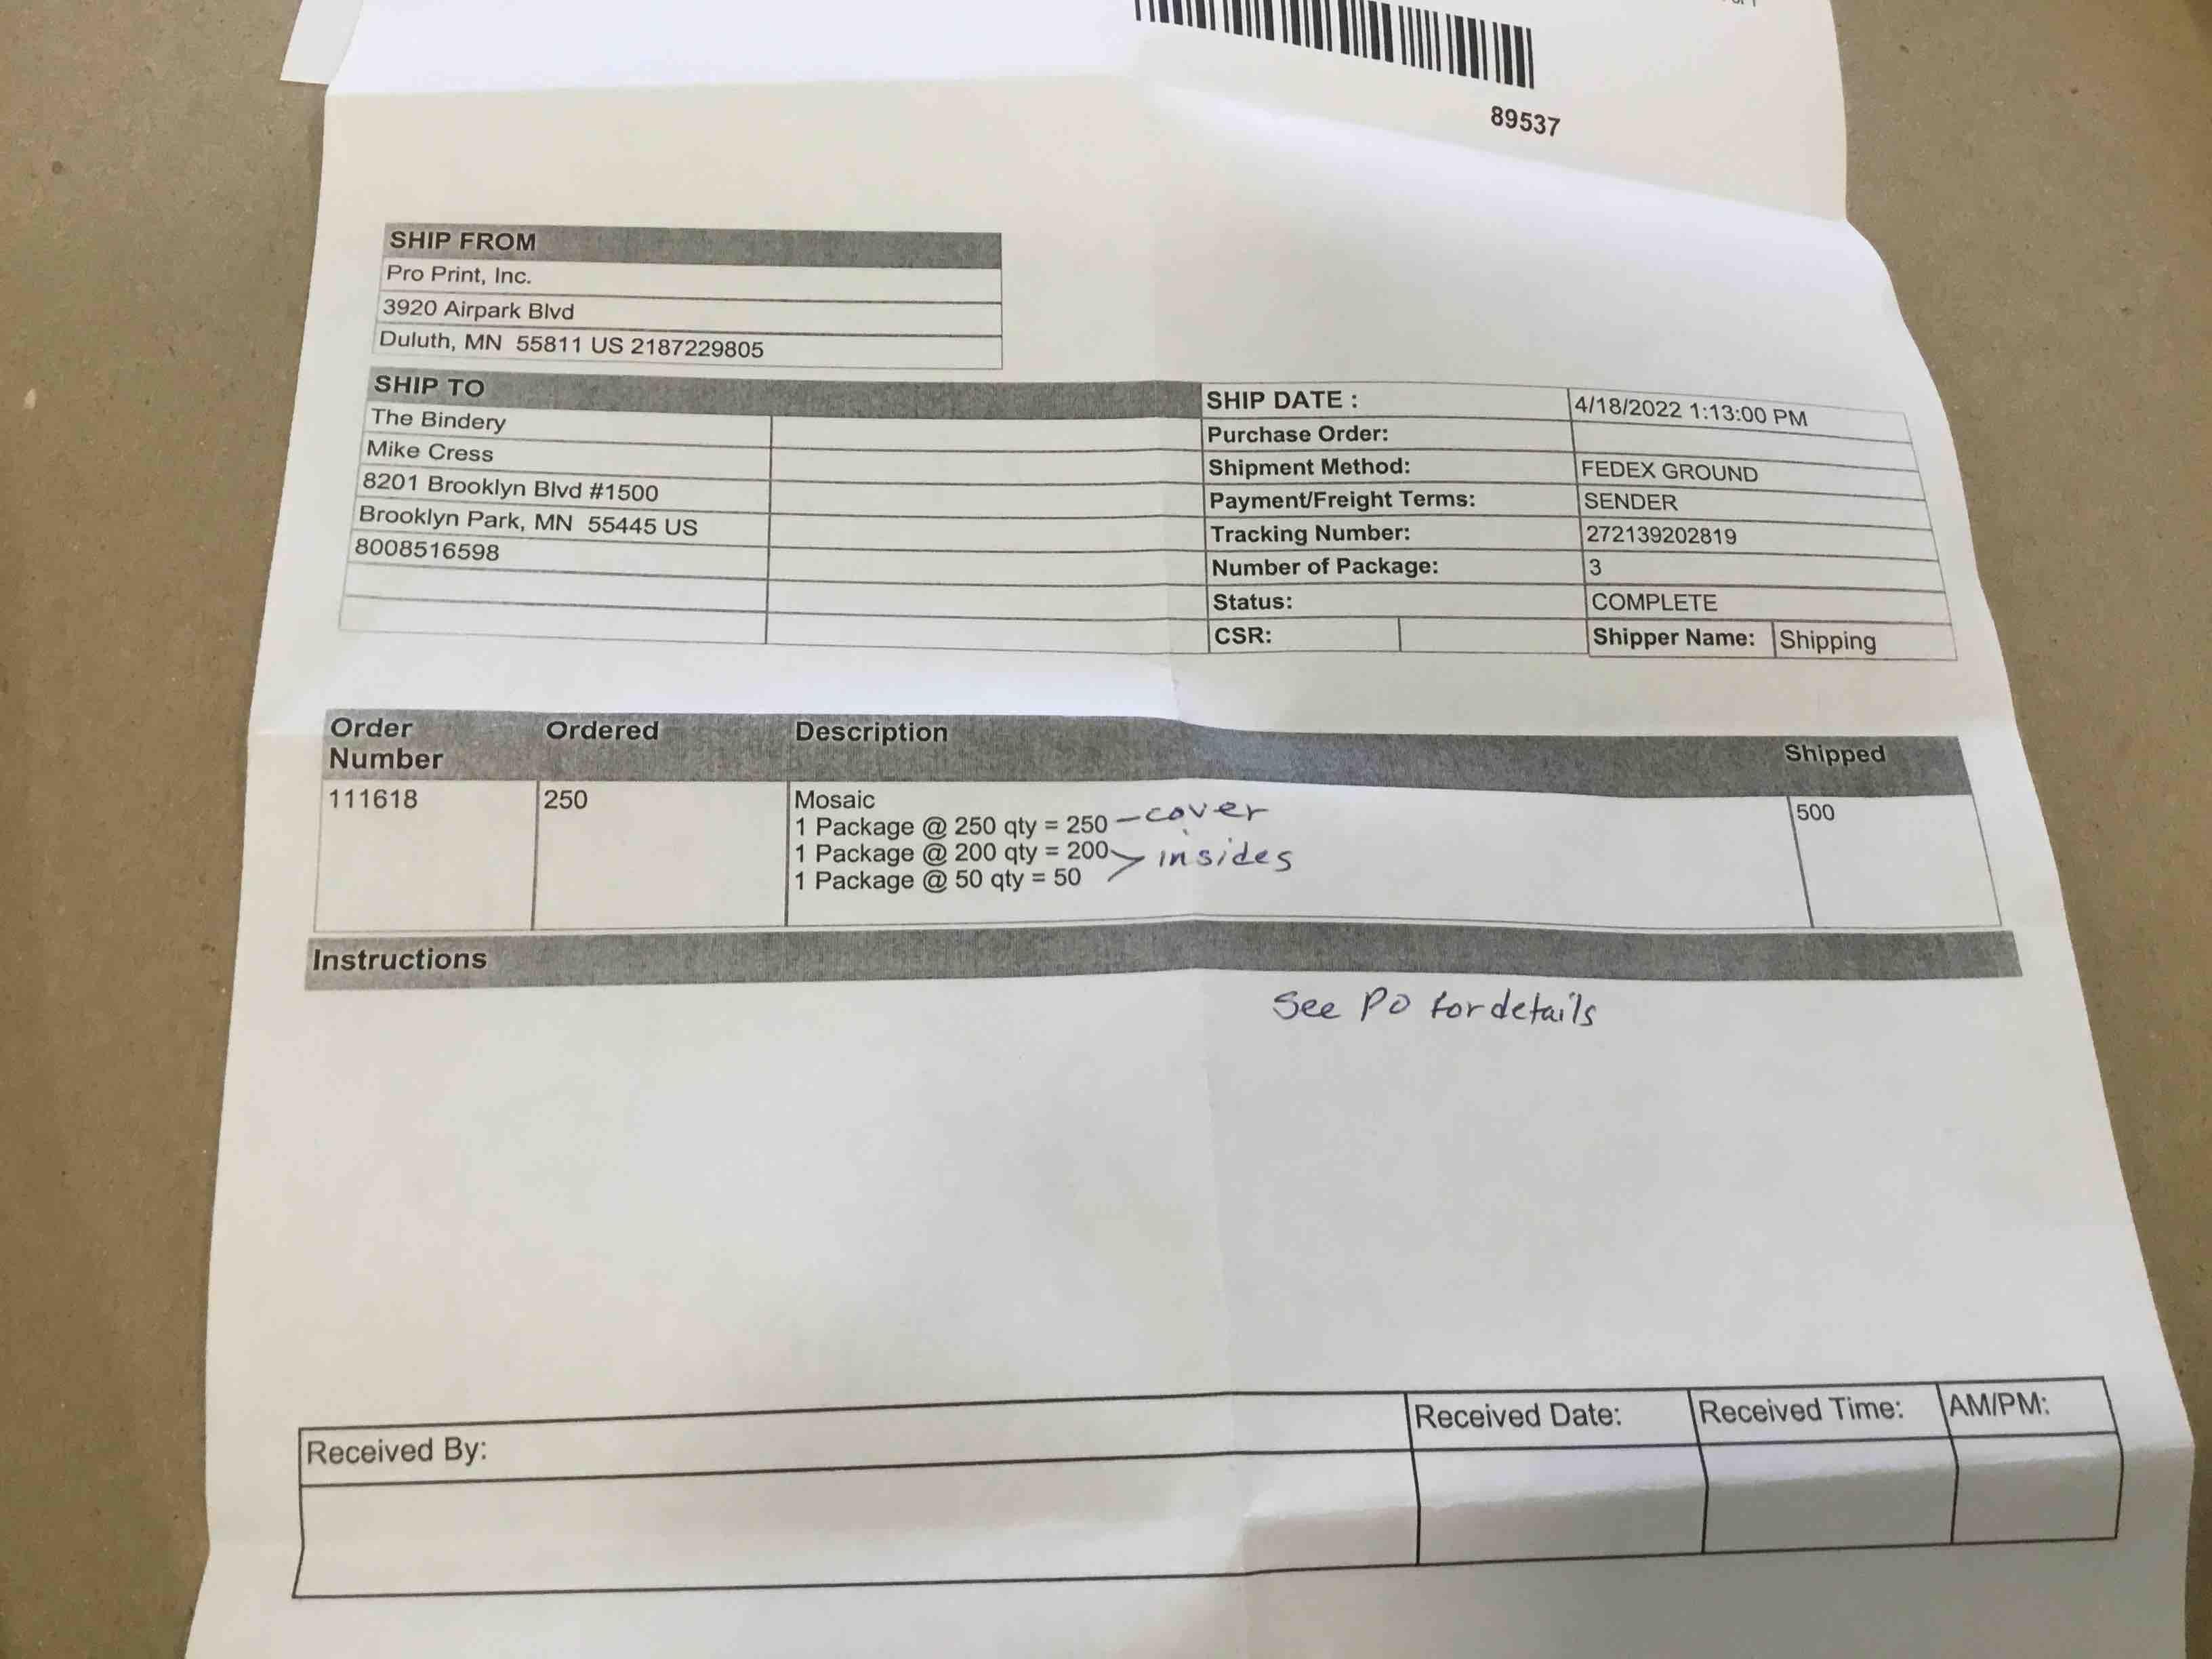 89537
SHIP FROM
Pro Print, Inc.
3920 Airpark Blvd
Duluth, MN 55811 US 2187229805
SHIP TO
The Bindery
Mike Cress
8201 Brooklyn Blvd #1500
Brooklyn Park, MN 55445 US
8008516598
SHIP DATE : 4/18/2022 1:13:00 PM
Purchase Order:
Shipment Method: FEDEX GROUND
Payment/Freight Terms: SENDER
Tracking Number: 272139202819
Number of Package: 3
Status: COMPLETE
CSR: Shipper Name: Shipping
Order Number Ordered Description Shipped
111618 250 Mosaic 500
1 Package @ 250 qty = 250 – cover
1 Package @ 200 qty = 200 > insides
1 Package @ 50 qty = 50
Instructions
See PO for details
Received By: Received Date: Received Time: AM/PM: